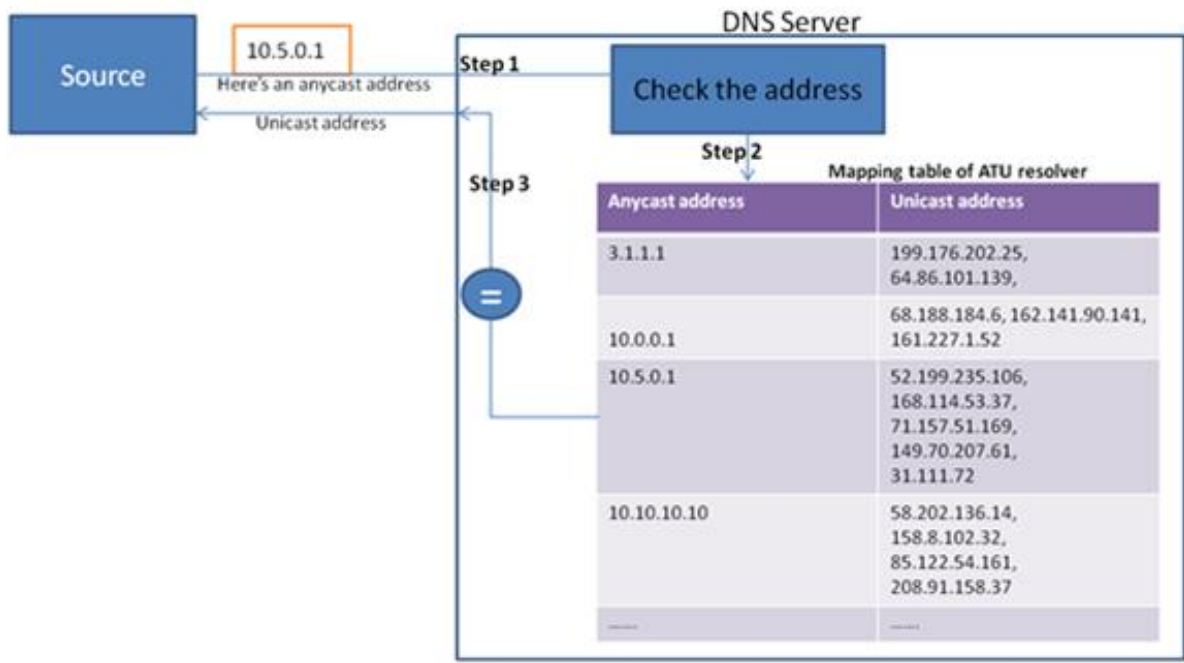 DNS Server
Source
10.5.0.1
Here's an anycast address
Step 1
Check the address
Unicast address
Step 2
Step 3
Mapping table of ATU resolver
Anycast address Unicast address
3.1.1.1 199.176.202.25,
64.86.101.139,
68.188.184.6, 162.141.90.141,
10.0.0.1 161.227.1.52
10.5.0.1 52.199.235.106,
168.114.53.37,
71.157.51.169,
149.70.207.61,
31.111.72
=
10.10.10.10 58.202.136.14,
158.8.102.32,
85.122.54.161,
208.91.158.37